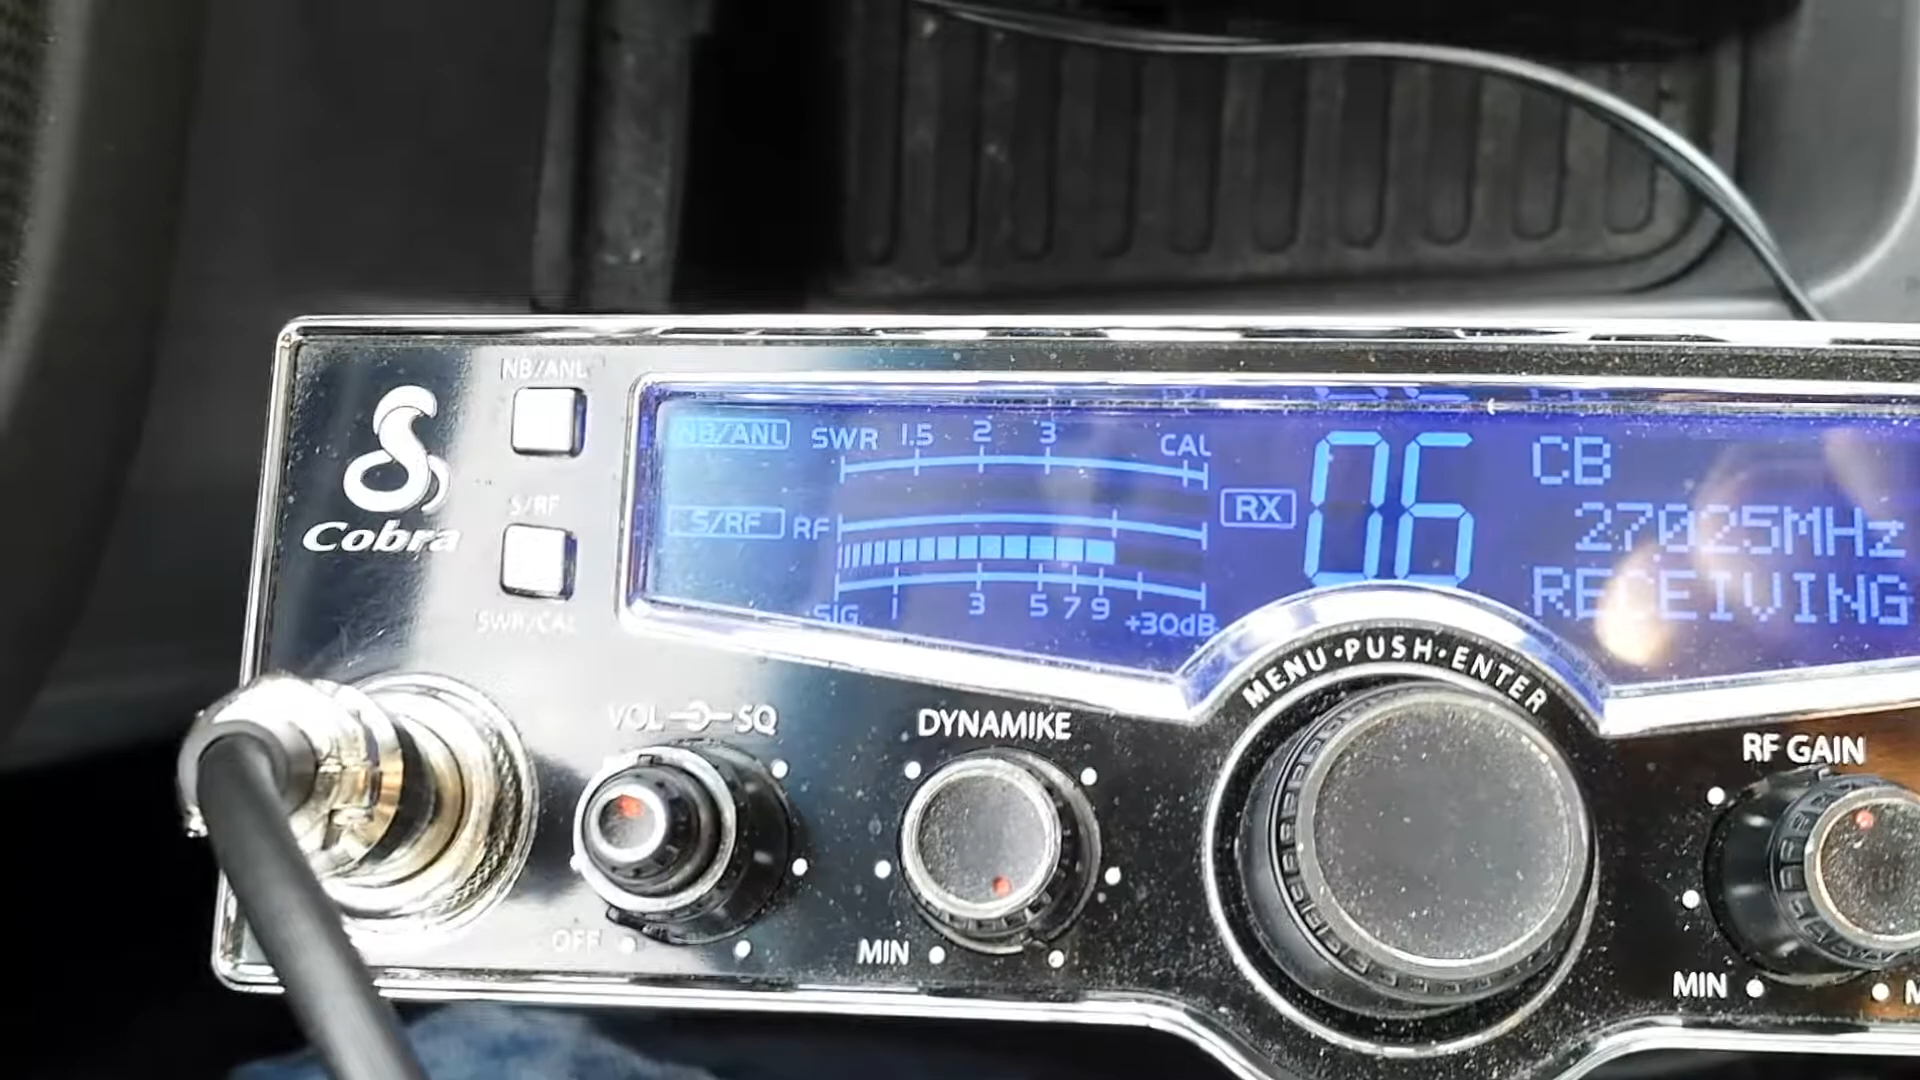 NB/ANL
S/RF
SWR/CAL
Cobra
NB/ANL
SWR 1.5 2 3 CAL
S/RF
RF
SIG 1 3 5 7 9 +30dB
RX
06
CB
27025MHz
RECEIVING
MENU·PUSH·ENTER
VOL SQ
OFF
DYNAMIKE
MIN
RF GAIN
MIN